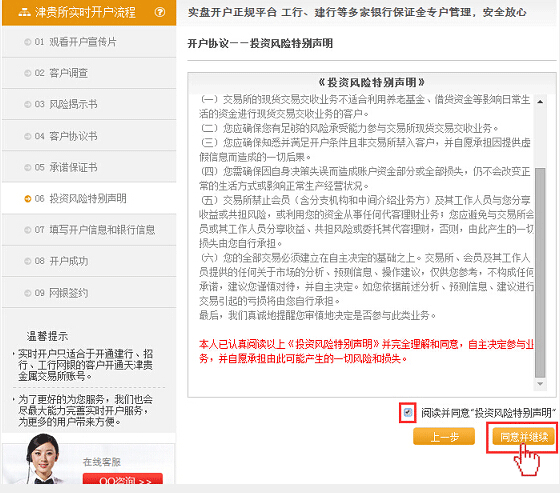 津贵所实时开户流程
01 观看开户宣传片
02 客户调查
03 风险揭示书
04 客户协议书
05 承诺保证书
06 投资风险特别声明
07 填写开户信息和银行信息
08 开户成功
09 网银签约
温馨提示
实时开户只适合于开通建行、招
行、工行网银的客户开通天津贵
金属交易所账号。
为了更好的为您服务，我们也会
尽最大能力完善实时开户服务，
为更多的用户带来方便。
在线客服
QQ咨询 >>
实盘开户正规平台 工行、建行等多家银行保证金专户管理，安全放心
开户协议——投资风险特别声明
《投资风险特别声明》
（一）交易所的现货交易交收业务不适合利用养老基金、借贷资金等影响日常生
活的资金进行现货交易交收业务的客户。
（二）您应确保您有足够的风险承受能力参与交易所现货交易交收业务。
（三）您应确保知悉并满足开户条件且非交易所禁入客户，并自愿承担因提供虚
假信息而造成的一切后果。
（四）您需确保因自身决策失误而造成账户资金部分或全部损失，仍不会改变正
常的生活方式或影响正常生产经营状况。
（五）交易所禁止会员（含分支机构和中间介绍业务方）及其工作人员与您分享
收益或共担风险，或利用您的资金从事任何代客理财业务；您应避免与交易所会
员或其工作人员分享收益、共担风险或委托其代客理财，否则，由此产生的一切
损失由您自行承担。
（六）您的全部交易必须建立在自主决定的基础之上。交易所、会员及其工作人
员提供的任何关于市场的分析、预测信息、操作建议，仅供您参考，不构成任何
承诺，建议您谨慎对待，并自主决定。如您依据前述分析、预测信息、建议进行
交易引起的亏损将由您自行承担。
最后，我们真诚地提醒您审慎地决定是否参与此类业务。
本人已认真阅读以上《投资风险特别声明》并完全理解和同意，自主决定参与业
务，并自愿承担由此可能产生的一切风险和损失。
阅读并同意“投资风险特别声明”
上一步 同意并继续